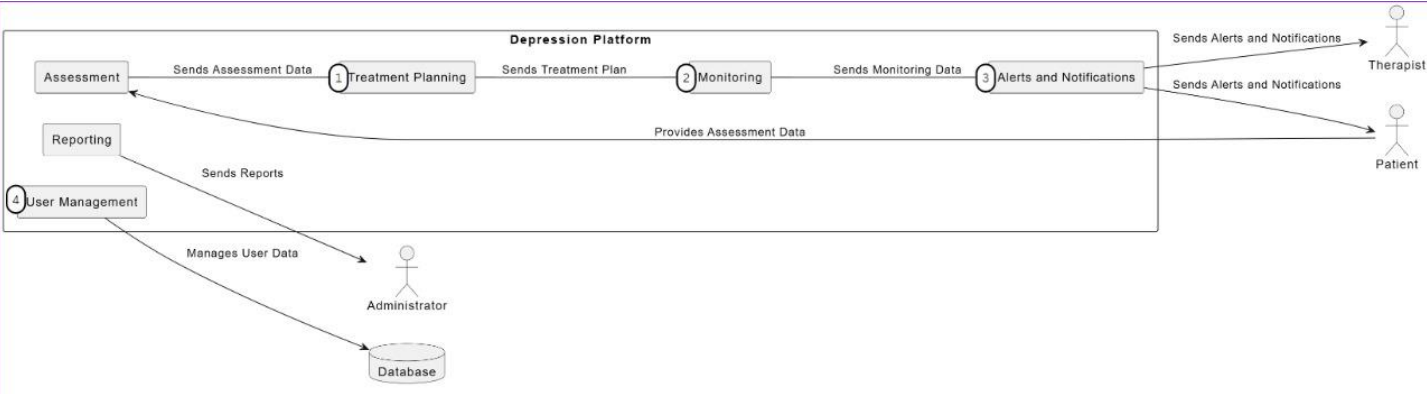 Depression Platform
Sends Alerts and Notifications
Therapist
Assessment
Sends Assessment Data
1
Treatment Planning
Sends Treatment Plan
2
Monitoring
Sends Monitoring Data
3
Alerts and Notifications
Sends Alerts and Notifications
Provides Assessment Data
Patient
Reporting
Sends Reports
4
User Management
Manages User Data
Administrator
Database